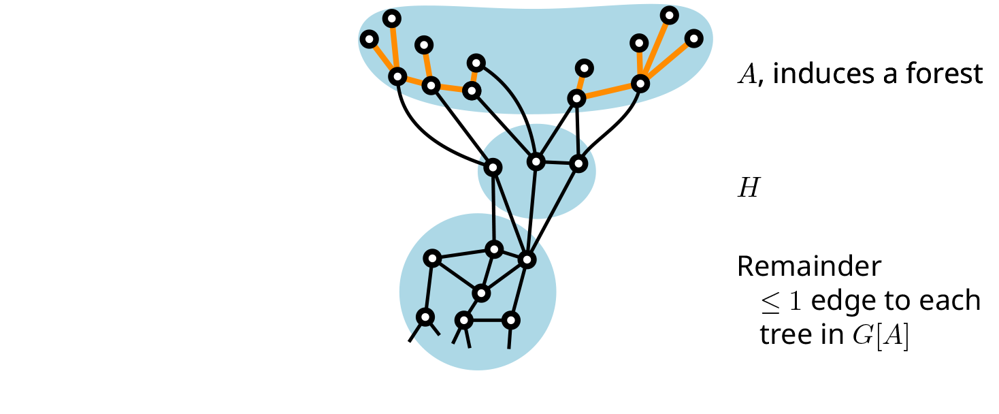 A, induces a forest
H
Remainder
≤ 1 edge to each
tree in G[A]